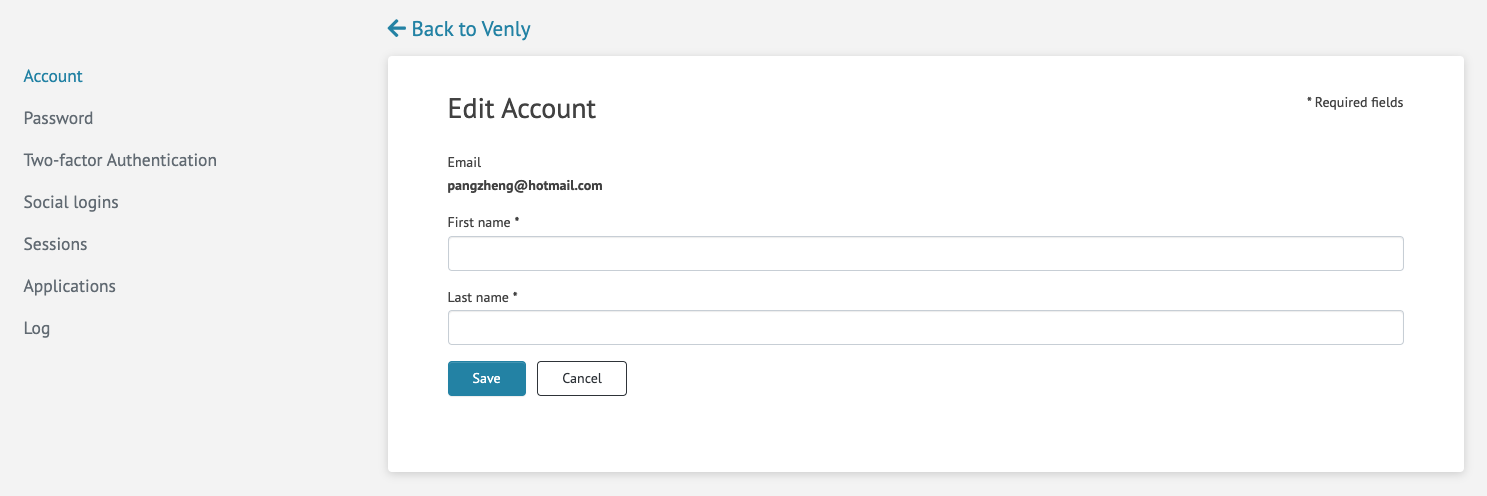 Back to Venly
Account
Password
Two-factor Authentication
Social logins
Sessions
Applications
Log
Edit Account
* Required fields
Email
pangzheng@hotmail.com
First name *
Last name *
Save
Cancel